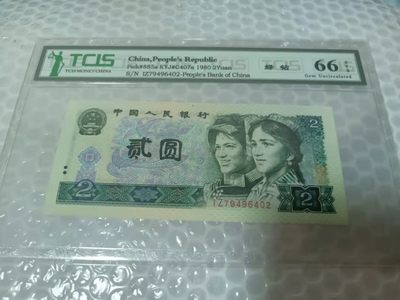 TCIS
TCIS MONEY CHINA
China,People's Republic
Pick#885a KYJ#C407a 1980 2Yuan
S/N IZ79496402-People's Bank of China
绿钻
66 EPQ
Gem Uncirculated
中国人民银行
2
贰圆
2
IZ79496402